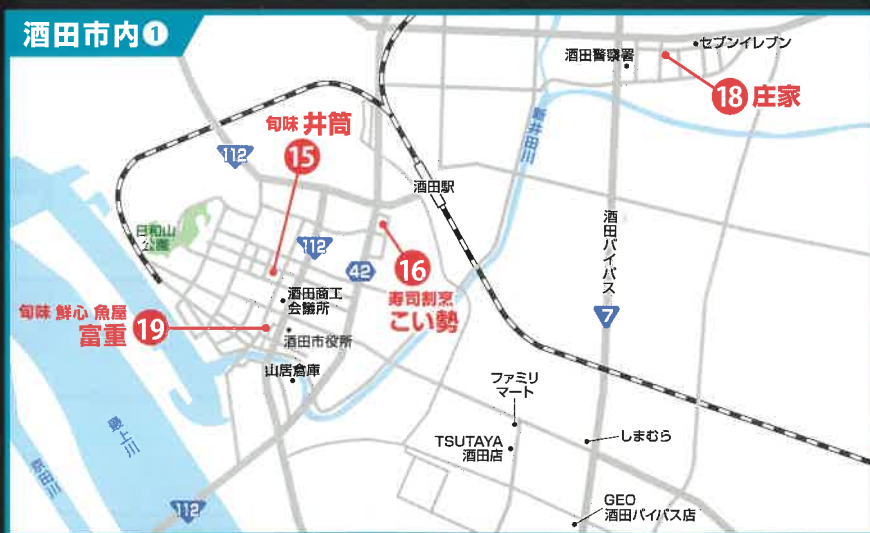 酒田市内❶
酒田警察署
セブンイレブン
18 庄家
旬味 井筒
15
112
新井田川
酒田駅
日和山
公園
酒田バイパス
112
42
16
寿司割烹
こい勢
酒田商工
会議所
旬味 鮮心 魚屋
富重 19
酒田市役所
7
山居倉庫
ファミリ
マート
最上川
TSUTAYA
酒田店
しまむら
新田川
112
GEO
酒田バイパス店